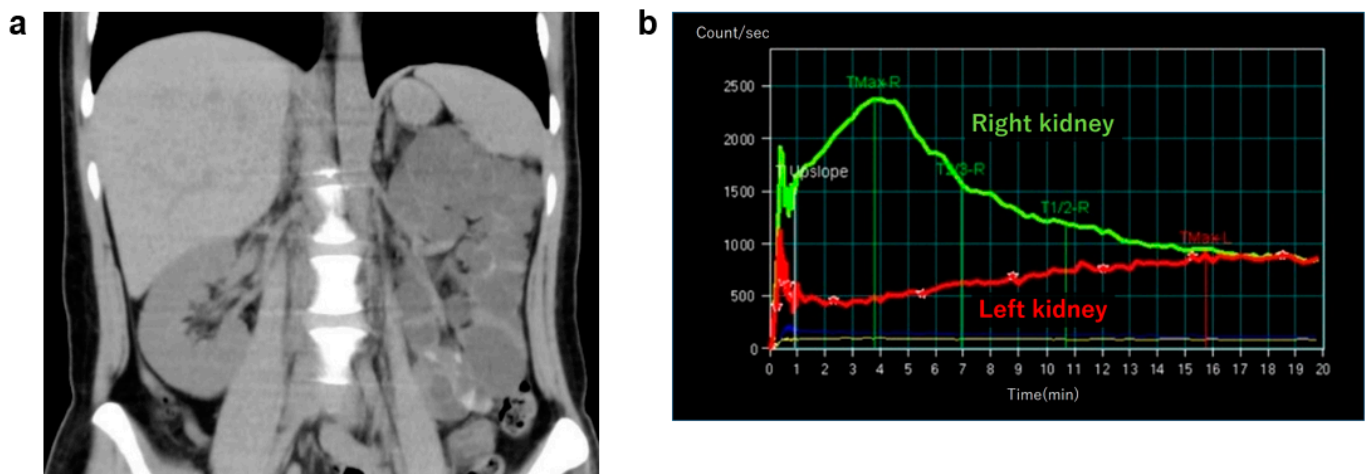 a
b
Count/sec
2500
2000
1500
1000
500
0
TMax-R
Right kidney
T Upslope
T2/3-R
T1/2-R
TMax-L
Left kidney
0 1 2 3 4 5 6 7 8 9 10 11 12 13 14 15 16 17 18 19 20
Time(min)